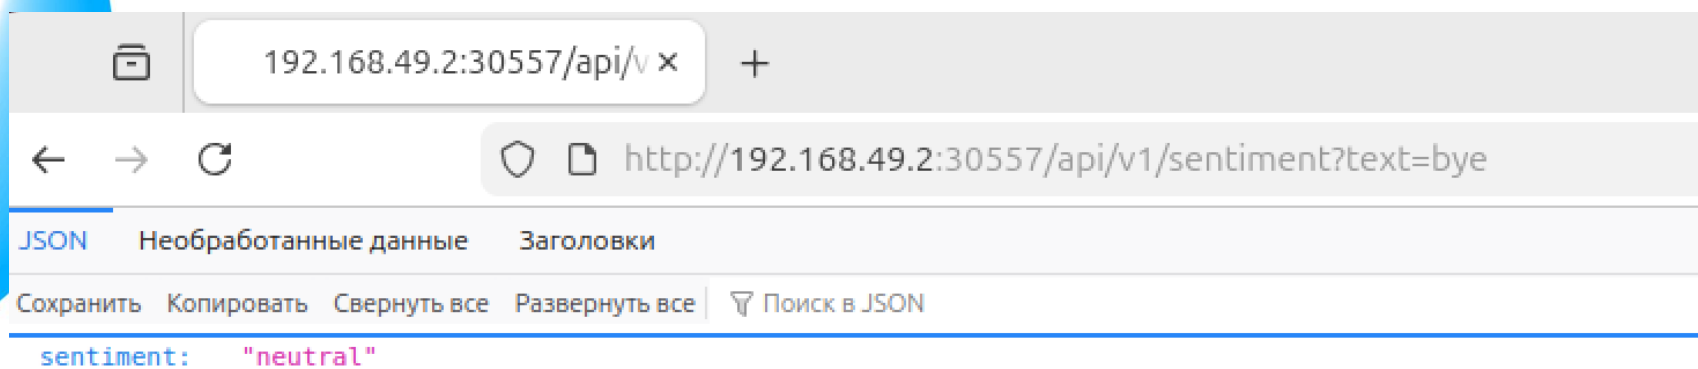 192.168.49.2:30557/api/v
http://192.168.49.2:30557/api/v1/sentiment?text=bye
JSON Необработанные данные Заголовки
Сохранить Копировать Свернуть все Развернуть все Поиск в JSON
sentiment: "neutral"